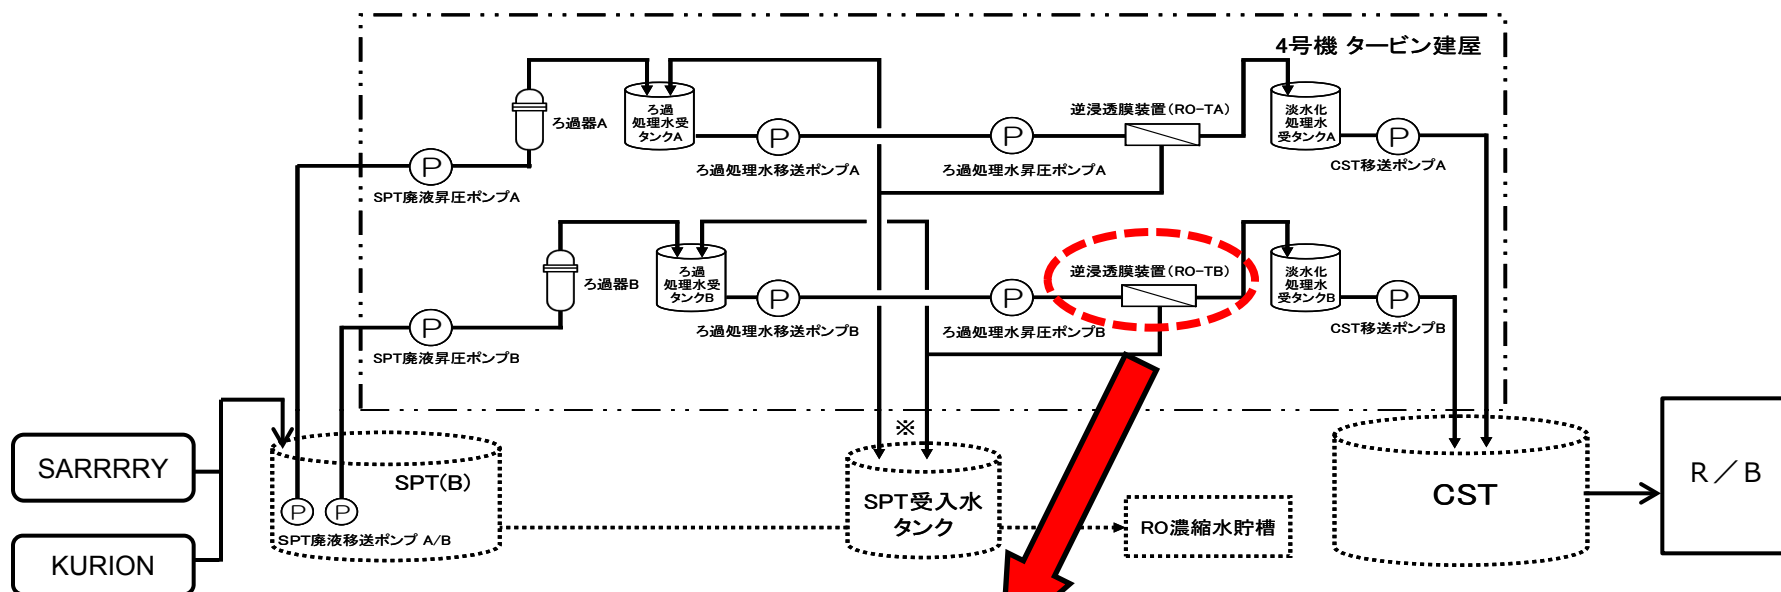 4号機 タービン建屋
ろ過器A
ろ過
処理水受
タンクA
P
ろ過処理水移送ポンプA
P
ろ過処理水昇圧ポンプA
逆浸透膜装置(RO-TA)
淡水化
処理水
受タンクA
P
CST移送ポンプA
P
SPT廃液昇圧ポンプA
ろ過器B
ろ過
処理水受
タンクB
P
ろ過処理水移送ポンプB
P
ろ過処理水昇圧ポンプB
逆浸透膜装置(RO-TB)
淡水化
処理水
受タンクB
P
CST移送ポンプB
P
SPT廃液昇圧ポンプB
SARRRRY
KURION
SPT(B)
P
P
SPT廃液移送ポンプ A/B
※
SPT受入水
タンク
RO濃縮水貯槽
CST
R/B